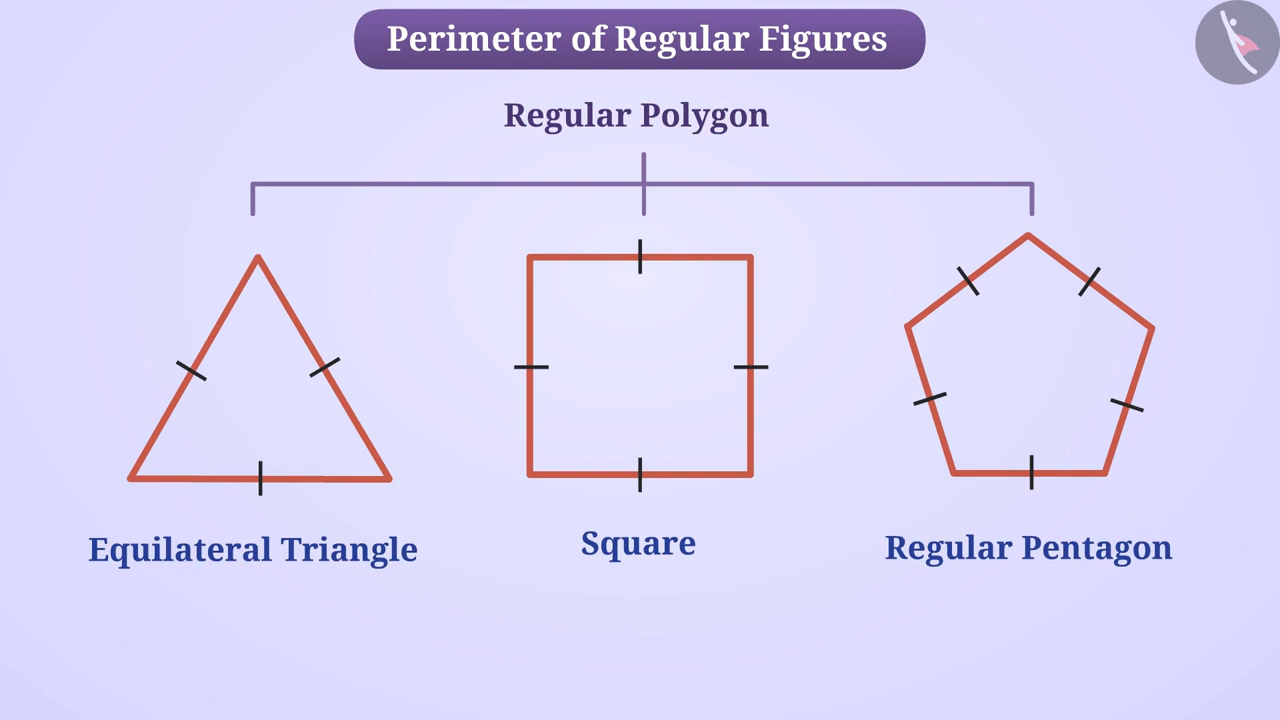 Perimeter of Regular Figures
Regular Polygon
Equilateral Triangle
Square
Regular Pentagon